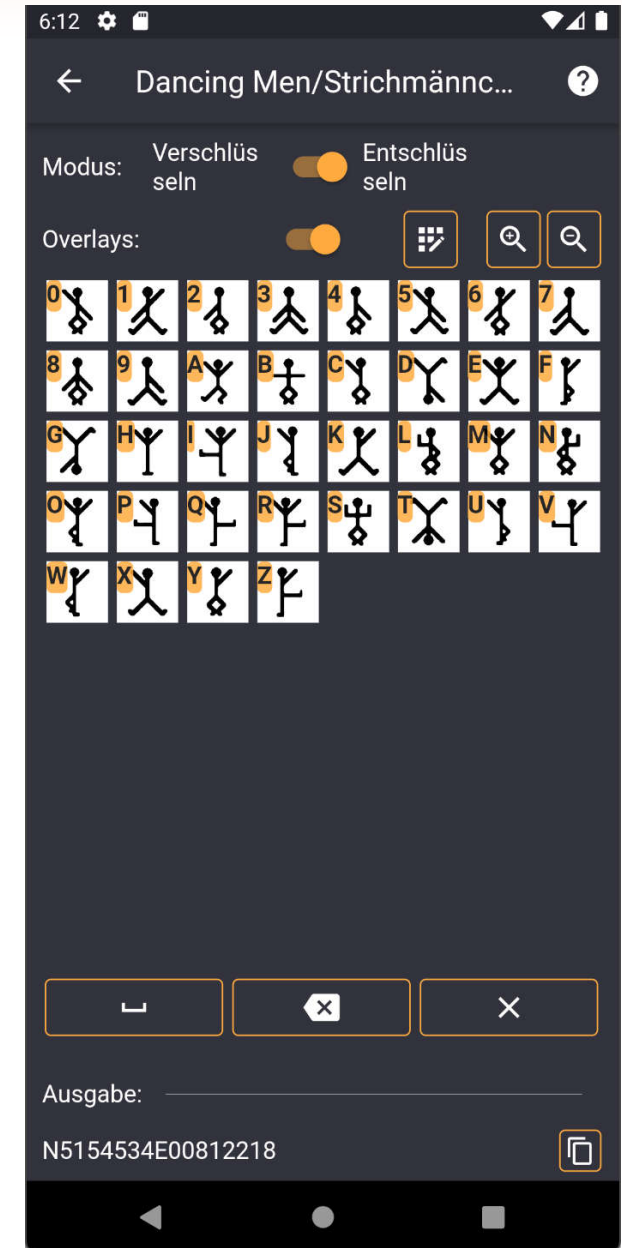 6:12
Dancing Men/Strichmännc...
Modus: Verschlüs Entschlüs
seln seln
Overlays:
0 1 2 3 4 5 6 7
8 9 A B C D E F
G H I J K L M N
O P Q R S T U V
W X Y Z
Ausgabe:
N5154534E00812218